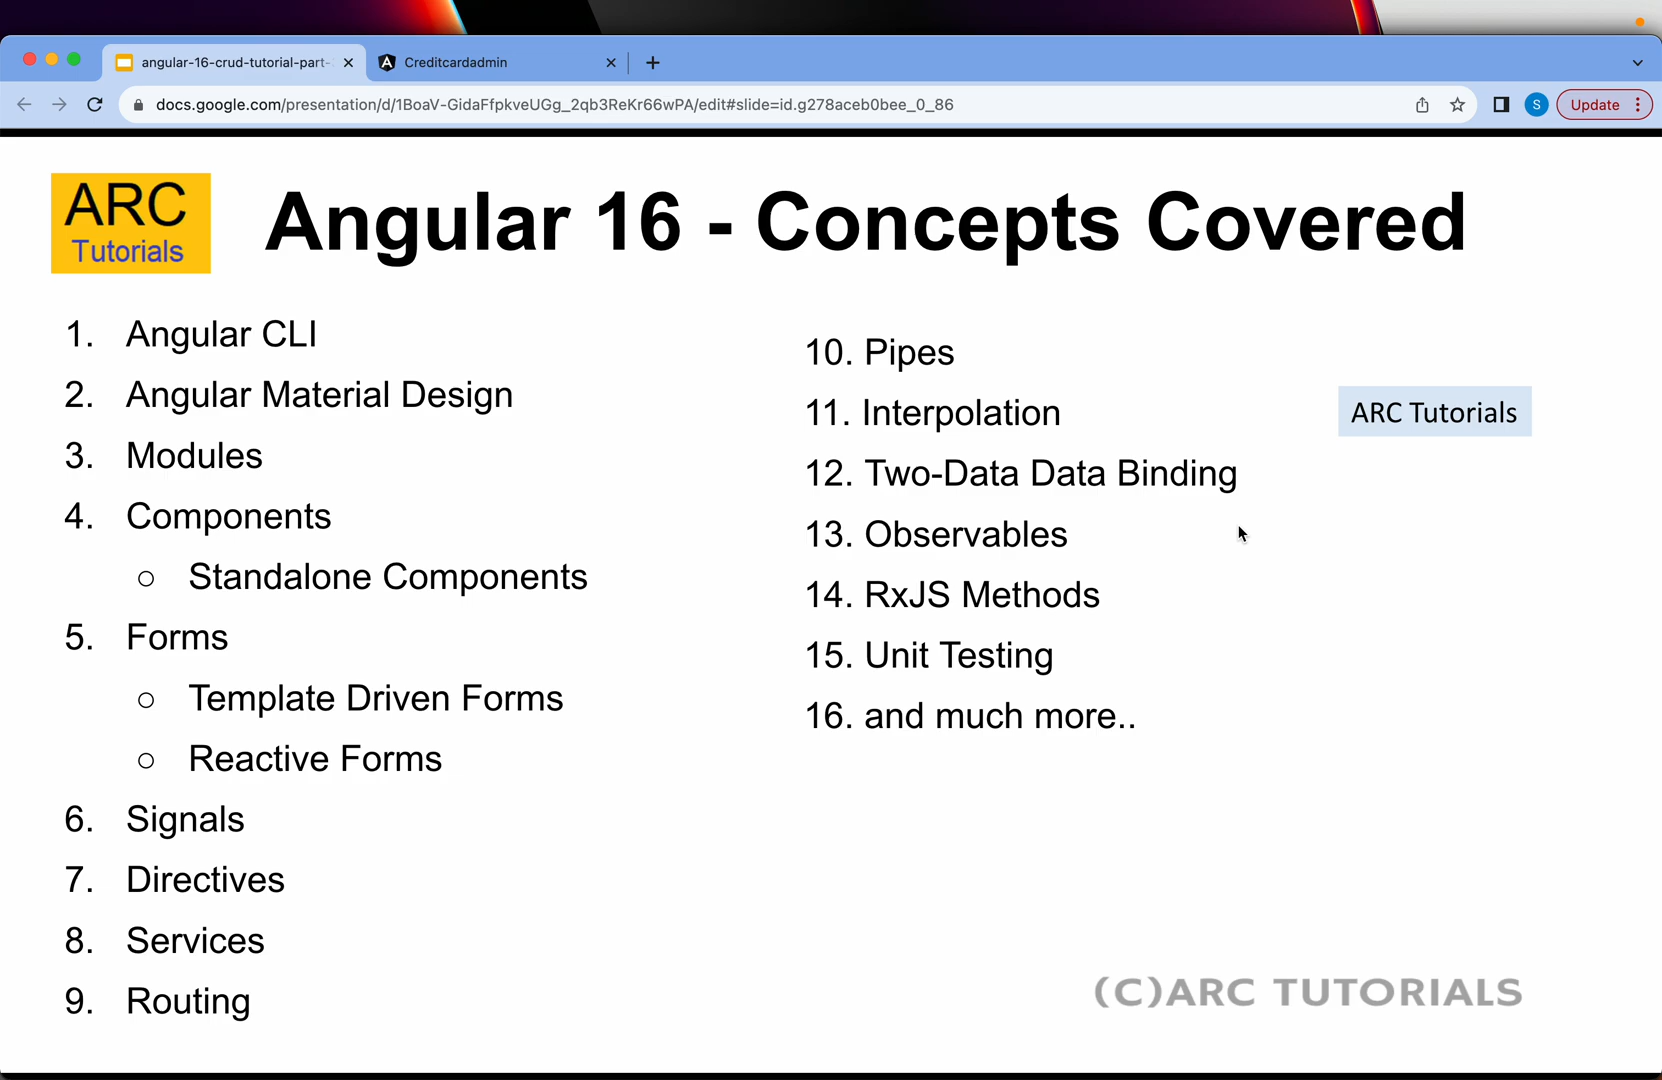 angular-16-crud-tutorial-part-
Creditcardadmin
docs.google.com/presentation/d/1BoaV-GidaFfpkveUGg_2qb3ReKr66wPA/edit#slide=id.g278aceb0bee_0_86
S
Update
ARC
Tutorials
Angular 16 - Concepts Covered
1. Angular CLI
2. Angular Material Design
3. Modules
4. Components
○ Standalone Components
5. Forms
○ Template Driven Forms
○ Reactive Forms
6. Signals
7. Directives
8. Services
9. Routing
10. Pipes
11. Interpolation
12. Two-Data Data Binding
13. Observables
14. RxJS Methods
15. Unit Testing
16. and much more..
ARC Tutorials
(C)ARC TUTORIALS